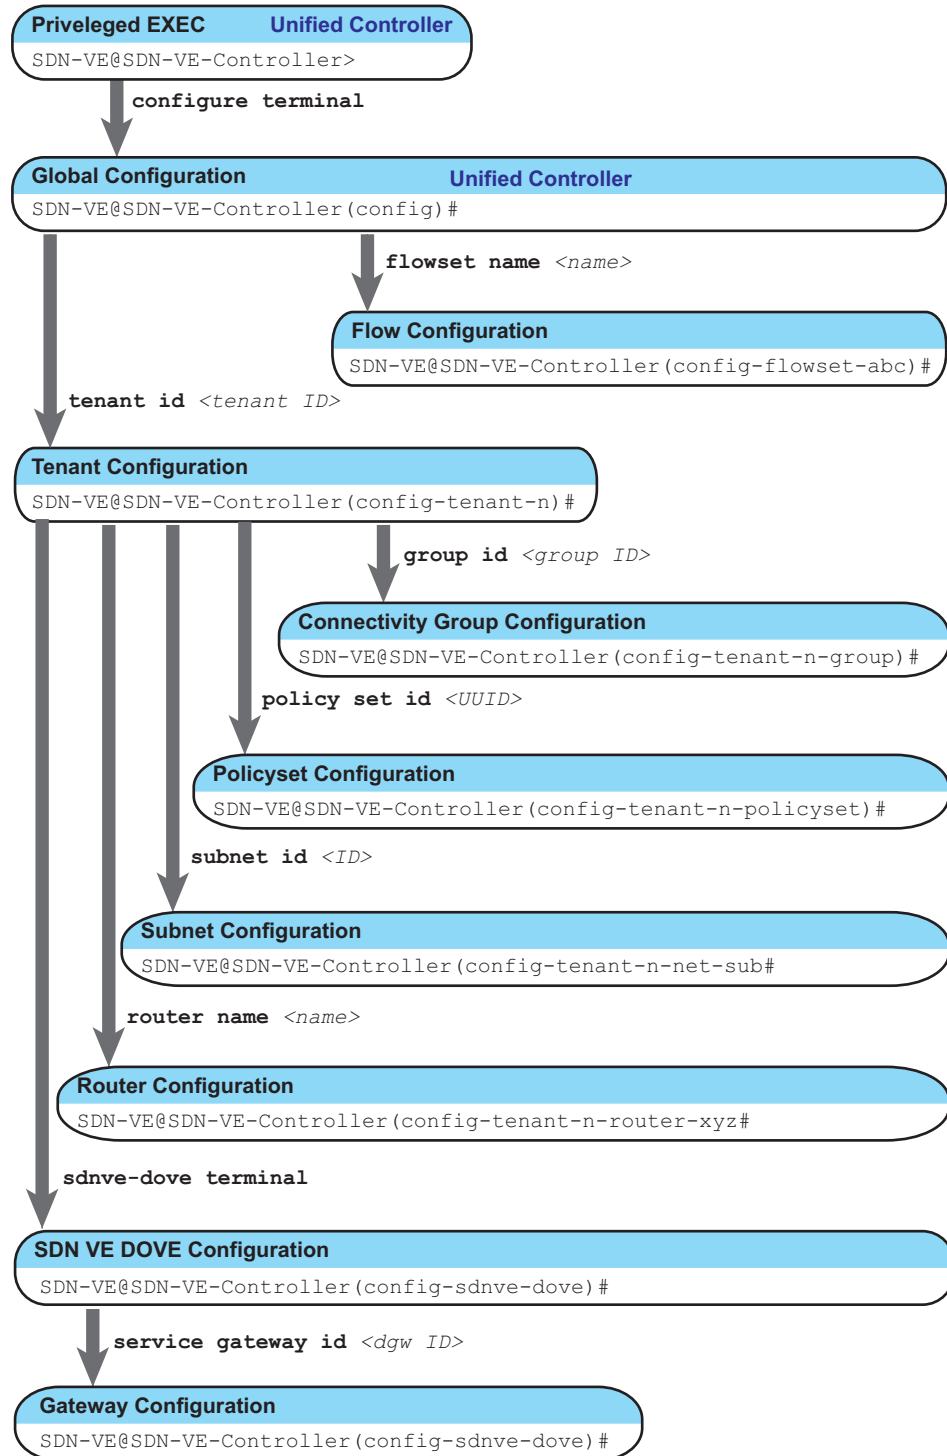 Priveleged EXEC Unified Controller
SDN-VE@SDN-VE-Controller>
configure terminal
Global Configuration Unified Controller
SDN-VE@SDN-VE-Controller(config)#
flowset name <name>
Flow Configuration
SDN-VE@SDN-VE-Controller(config-flowset-abc)#
tenant id <tenant ID>
Tenant Configuration
SDN-VE@SDN-VE-Controller(config-tenant-n)#
group id <group ID>
Connectivity Group Configuration
SDN-VE@SDN-VE-Controller(config-tenant-n-group)#
policy set id <UUID>
Policyset Configuration
SDN-VE@SDN-VE-Controller(config-tenant-n-policyset)#
subnet id <ID>
Subnet Configuration
SDN-VE@SDN-VE-Controller(config-tenant-n-net-sub#
router name <name>
Router Configuration
SDN-VE@SDN-VE-Controller(config-tenant-n-router-xyz#
sdnve-dove terminal
SDN VE DOVE Configuration
SDN-VE@SDN-VE-Controller(config-sdnve-dove)#
service gateway id <dgw ID>
Gateway Configuration
SDN-VE@SDN-VE-Controller(config-sdnve-dove)#